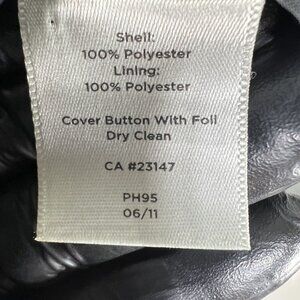 Shell:
100% Polyester
Lining:
100% Polyester
Cover Button With Foil
Dry Clean
CA #23147
PH95
06/11